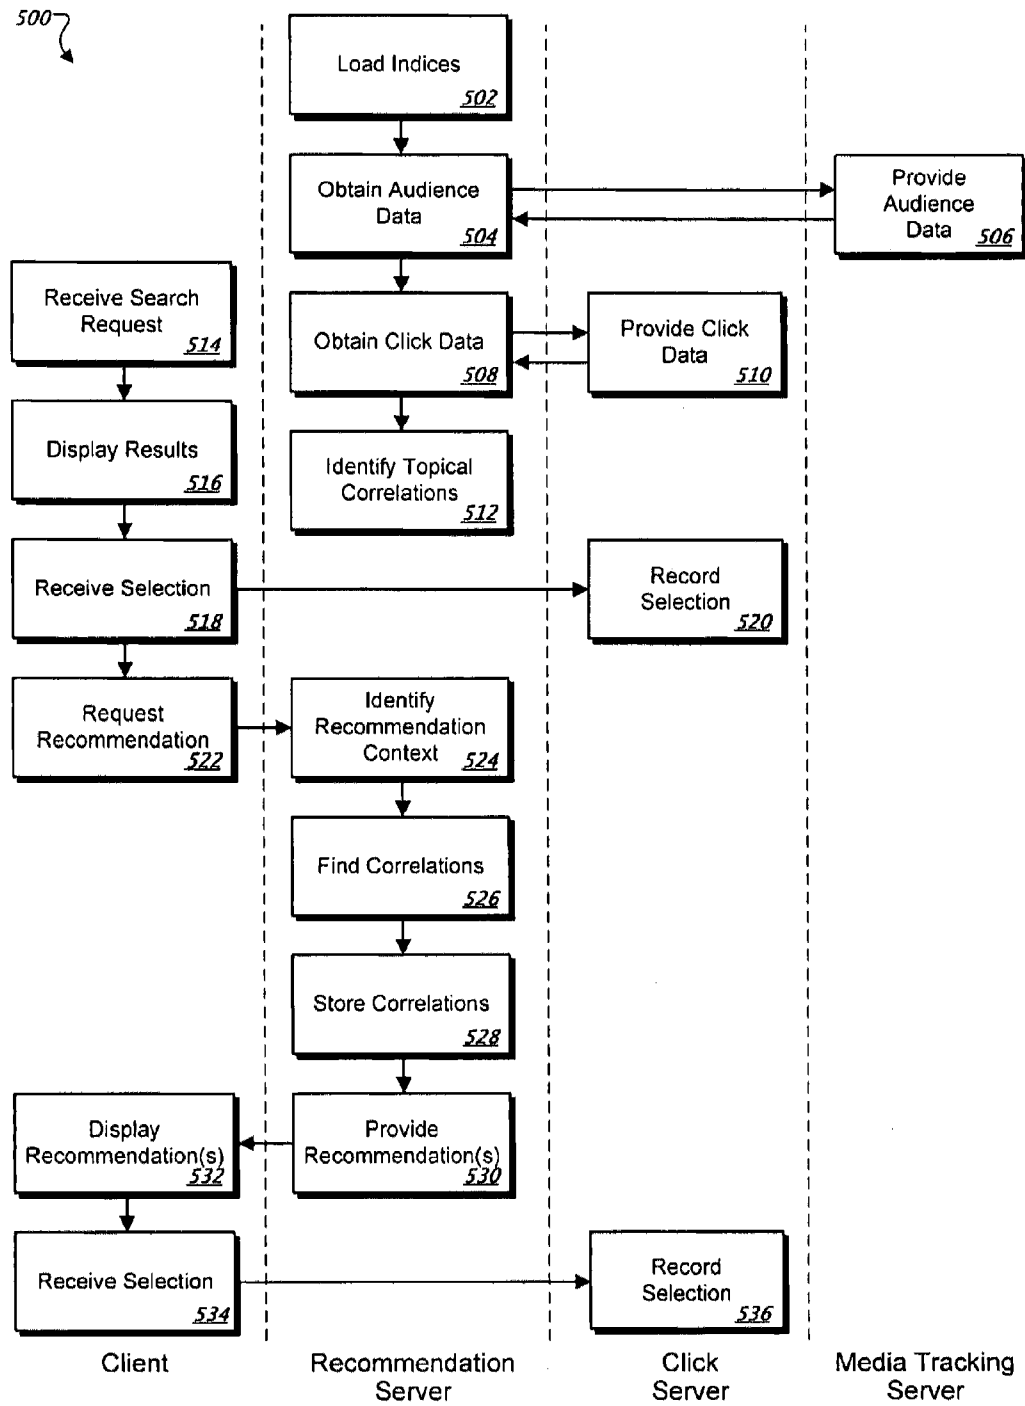 500
Load Indices
502
Obtain Audience
Data
504
Provide
Audience
Data
506
Receive Search
Request
514
Obtain Click Data
508
Provide Click
Data
510
Display Results
516
Identify Topical
Correlations
512
Receive Selection
518
Record
Selection
520
Request
Recommendation
522
Identify
Recommendation
Context
524
Find Correlations
526
Store Correlations
528
Display
Recommendation(s)
532
Provide
Recommendation(s)
530
Receive Selection
534
Record
Selection
536
Client
Recommendation
Server
Click
Server
Media Tracking
Server